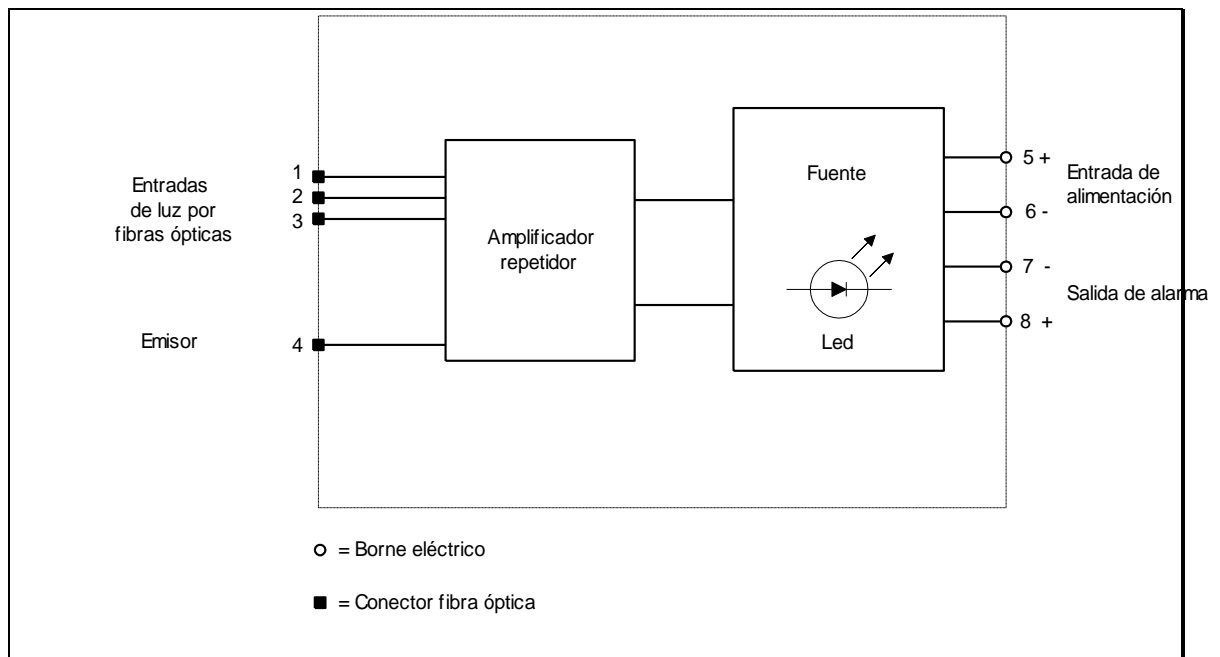 Entradas
de luz por
fibras ópticas
1
2
3
Emisor
4
Amplificador
repetidor
Fuente
Led
5 +
Entrada de
alimentación
6 -
7 -
Salida de alarma
8 +
= Borne eléctrico
= Conector fibra óptica